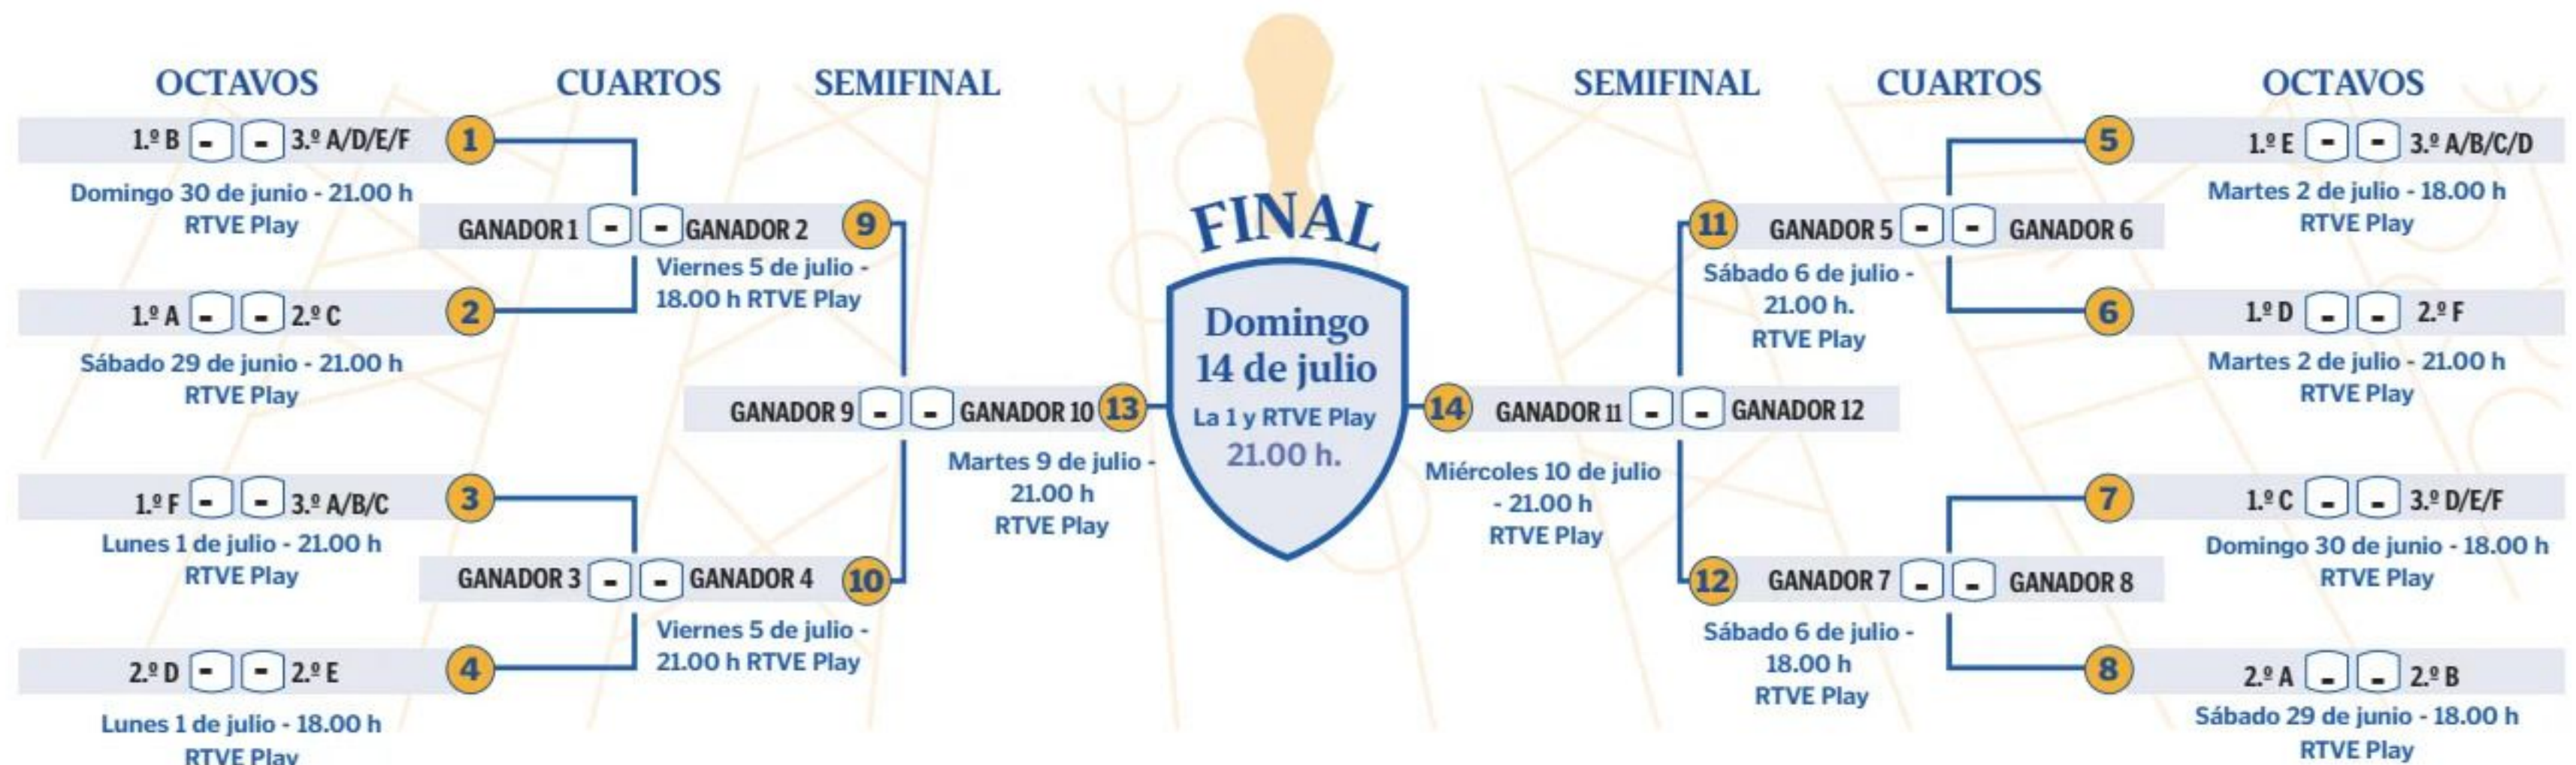 OCTAVOS
CUARTOS
SEMIFINAL
1.º B - - 3.º A/D/E/F 1
Domingo 30 de junio - 21.00 h
RTVE Play
GANADOR 1 - - GANADOR 2 9
Viernes 5 de julio -
18.00 h RTVE Play
1.º A - - 2.º C 2
Sábado 29 de junio - 21.00 h
RTVE Play
GANADOR 9 - - GANADOR 10 13
Martes 9 de julio -
21.00 h
RTVE Play
1.º F - - 3.º A/B/C 3
Lunes 1 de julio - 21.00 h
RTVE Play
GANADOR 3 - - GANADOR 4 10
Viernes 5 de julio -
21.00 h RTVE Play
2.º D - - 2.º E 4
Lunes 1 de julio - 18.00 h
RTVE Play
FINAL
Domingo
14 de julio
La 1 y RTVE Play
21.00 h.
SEMIFINAL
CUARTOS
OCTAVOS
5 1.º E - - 3.º A/B/C/D
Martes 2 de julio - 18.00 h
RTVE Play
11 GANADOR 5 - - GANADOR 6
Sábado 6 de julio -
21.00 h.
RTVE Play
6 1.º D - - 2.º F
Martes 2 de julio - 21.00 h
RTVE Play
14 GANADOR 11 - - GANADOR 12
Miércoles 10 de julio
- 21.00 h
RTVE Play
7 1.º C - - 3.º D/E/F
Domingo 30 de junio - 18.00 h
RTVE Play
12 GANADOR 7 - - GANADOR 8
Sábado 6 de julio -
18.00 h
RTVE Play
8 2.º A - - 2.º B
Sábado 29 de junio - 18.00 h
RTVE Play